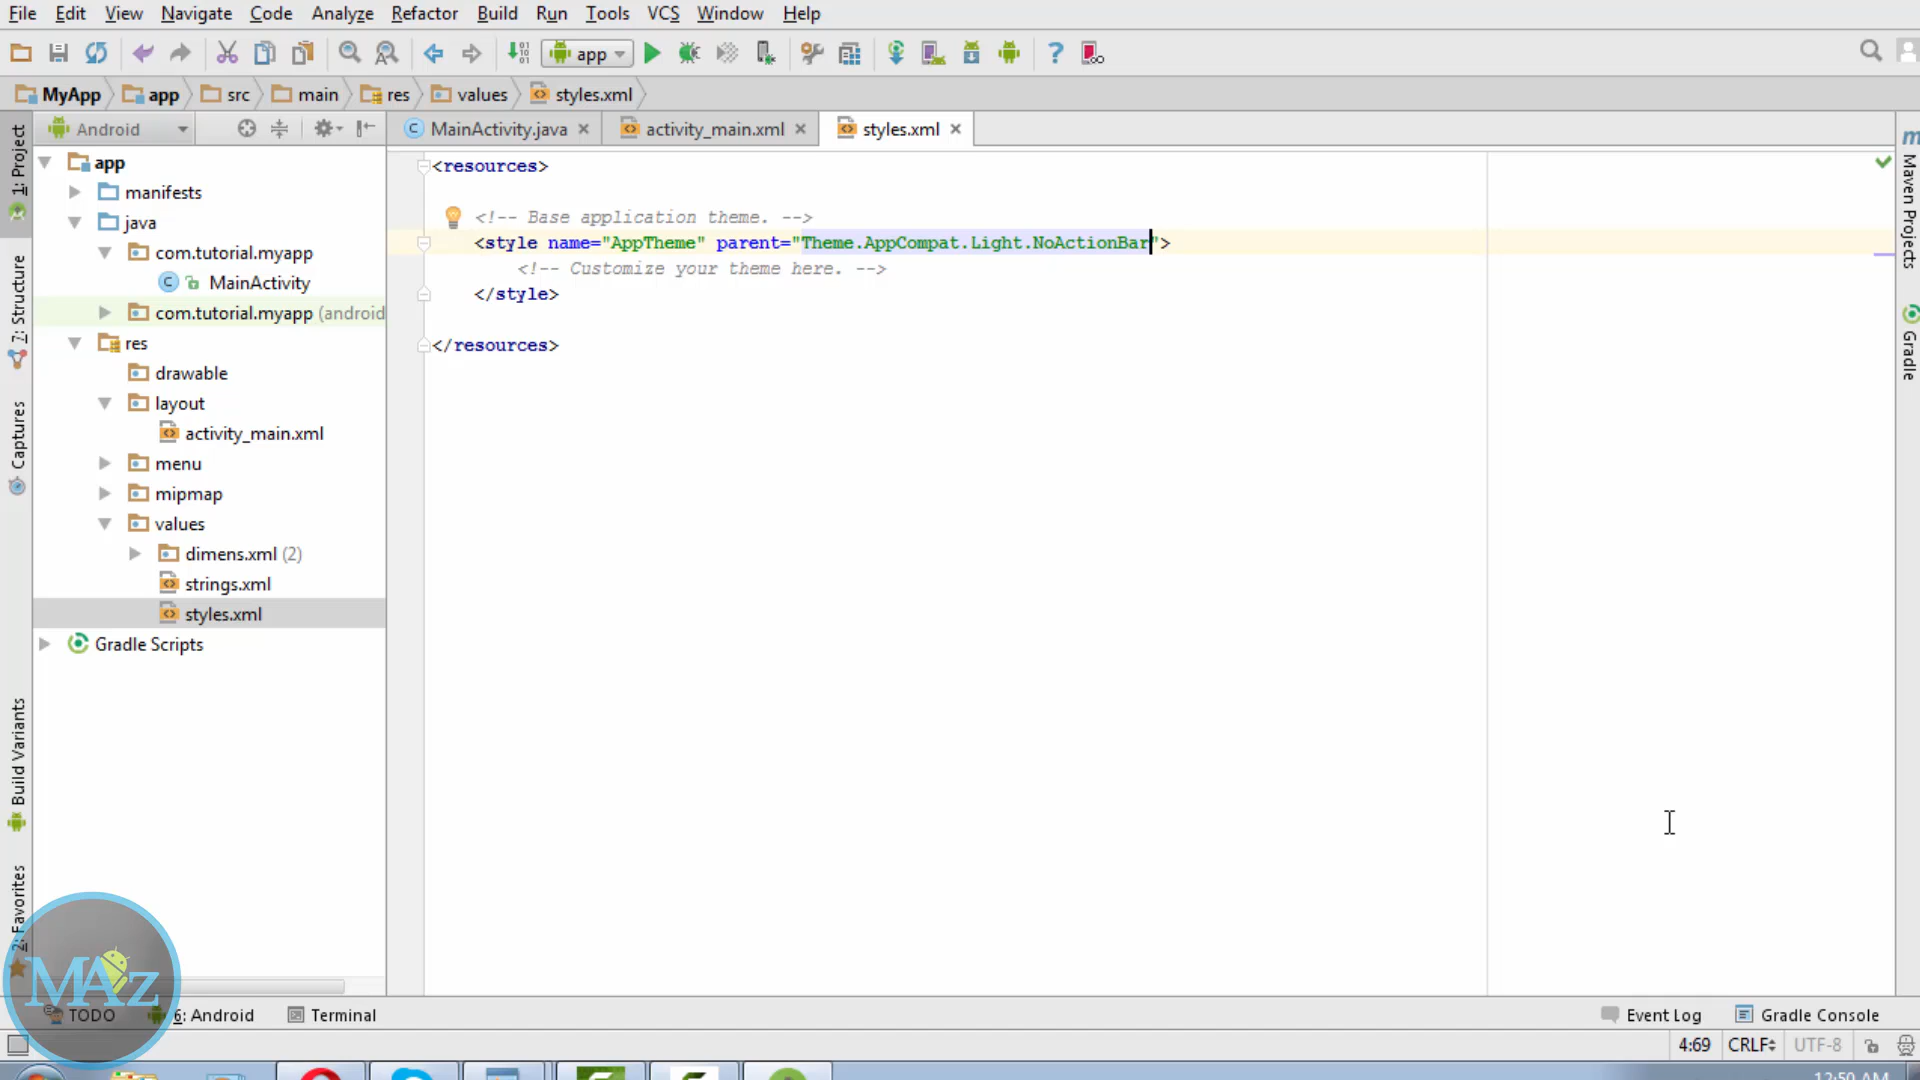 File Edit View Navigate Code Analyze Refactor Build Run Tools VCS Window Help
app
MyApp app src main res values styles.xml
Android
MainActivity.java activity_main.xml styles.xml
1: Project
7: Structure
Captures
Build Variants
2: Favorites
app
manifests
java
com.tutorial.myapp
MainActivity
com.tutorial.myapp (android
res
drawable
layout
activity_main.xml
menu
mipmap
values
dimens.xml (2)
strings.xml
styles.xml
Gradle Scripts
<resources>
<!-- Base application theme. -->
<style name="AppTheme" parent="Theme.AppCompat.Light.NoActionBar">
<!-- Customize your theme here. -->
</style>
</resources>
m
Maven Projects
Gradle
MAz
TODO 6: Android Terminal Event Log Gradle Console
4:69 CRLF UTF-8
12:50 AM